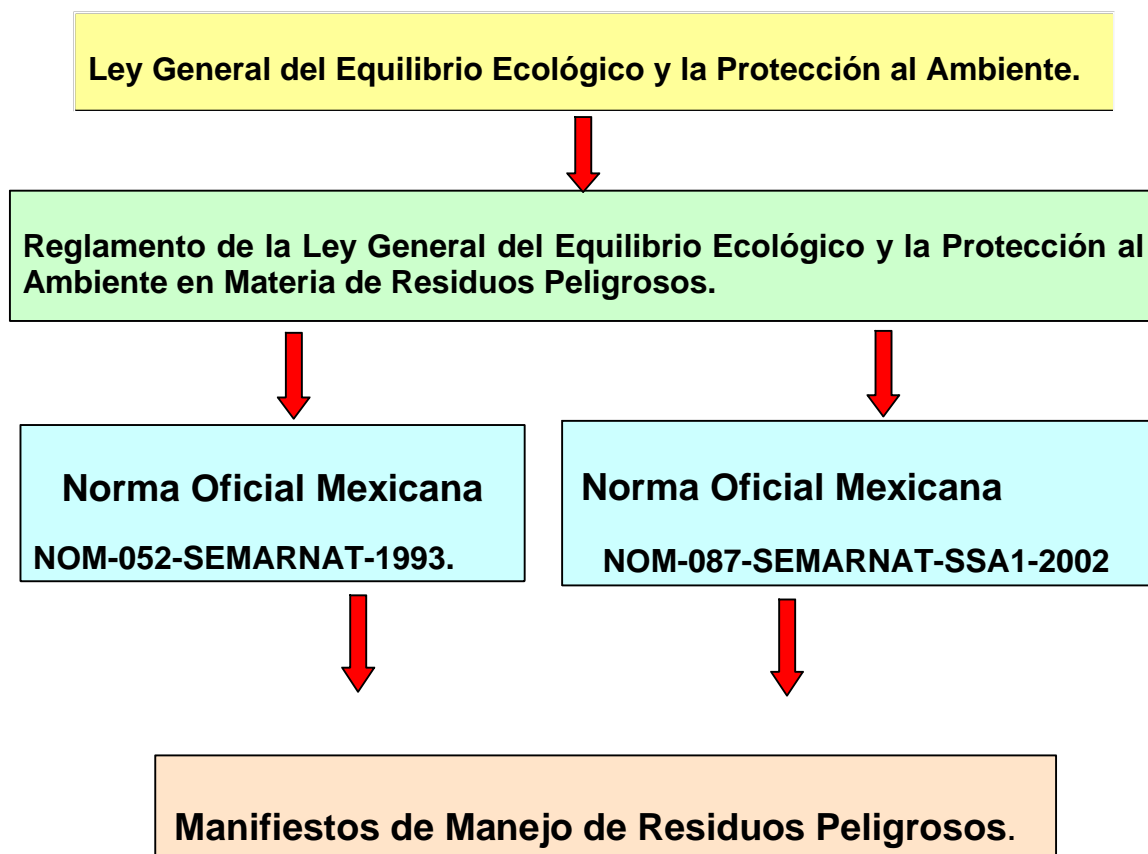 Ley General del Equilibrio Ecológico y la Protección al Ambiente.
Reglamento de la Ley General del Equilibrio Ecológico y la Protección al
Ambiente en Materia de Residuos Peligrosos.
Norma Oficial Mexicana
NOM-052-SEMARNAT-1993.
Norma Oficial Mexicana
NOM-087-SEMARNAT-SSA1-2002
Manifiestos de Manejo de Residuos Peligrosos.